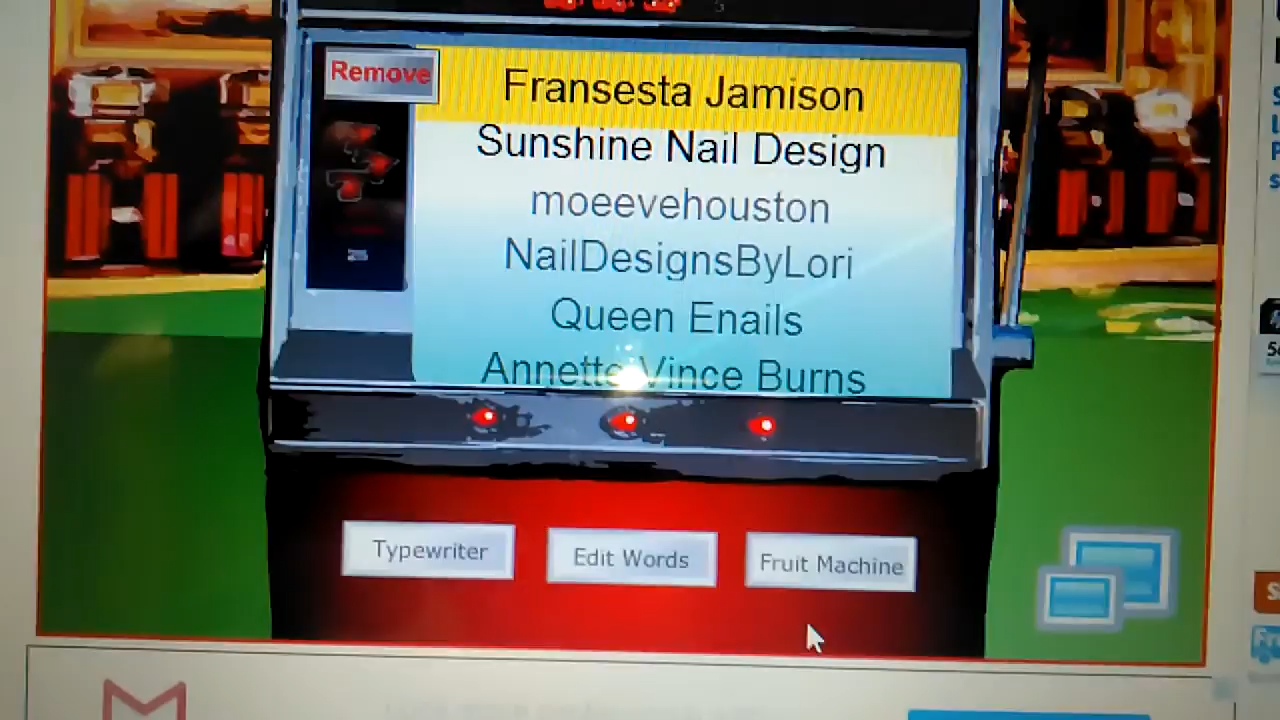 Remove
Fransesta Jamison
Sunshine Nail Design
moeevehouston
NailDesignsByLori
Queen Enails
Annette Vince Burns
Typewriter
Edit Words
Fruit Machine